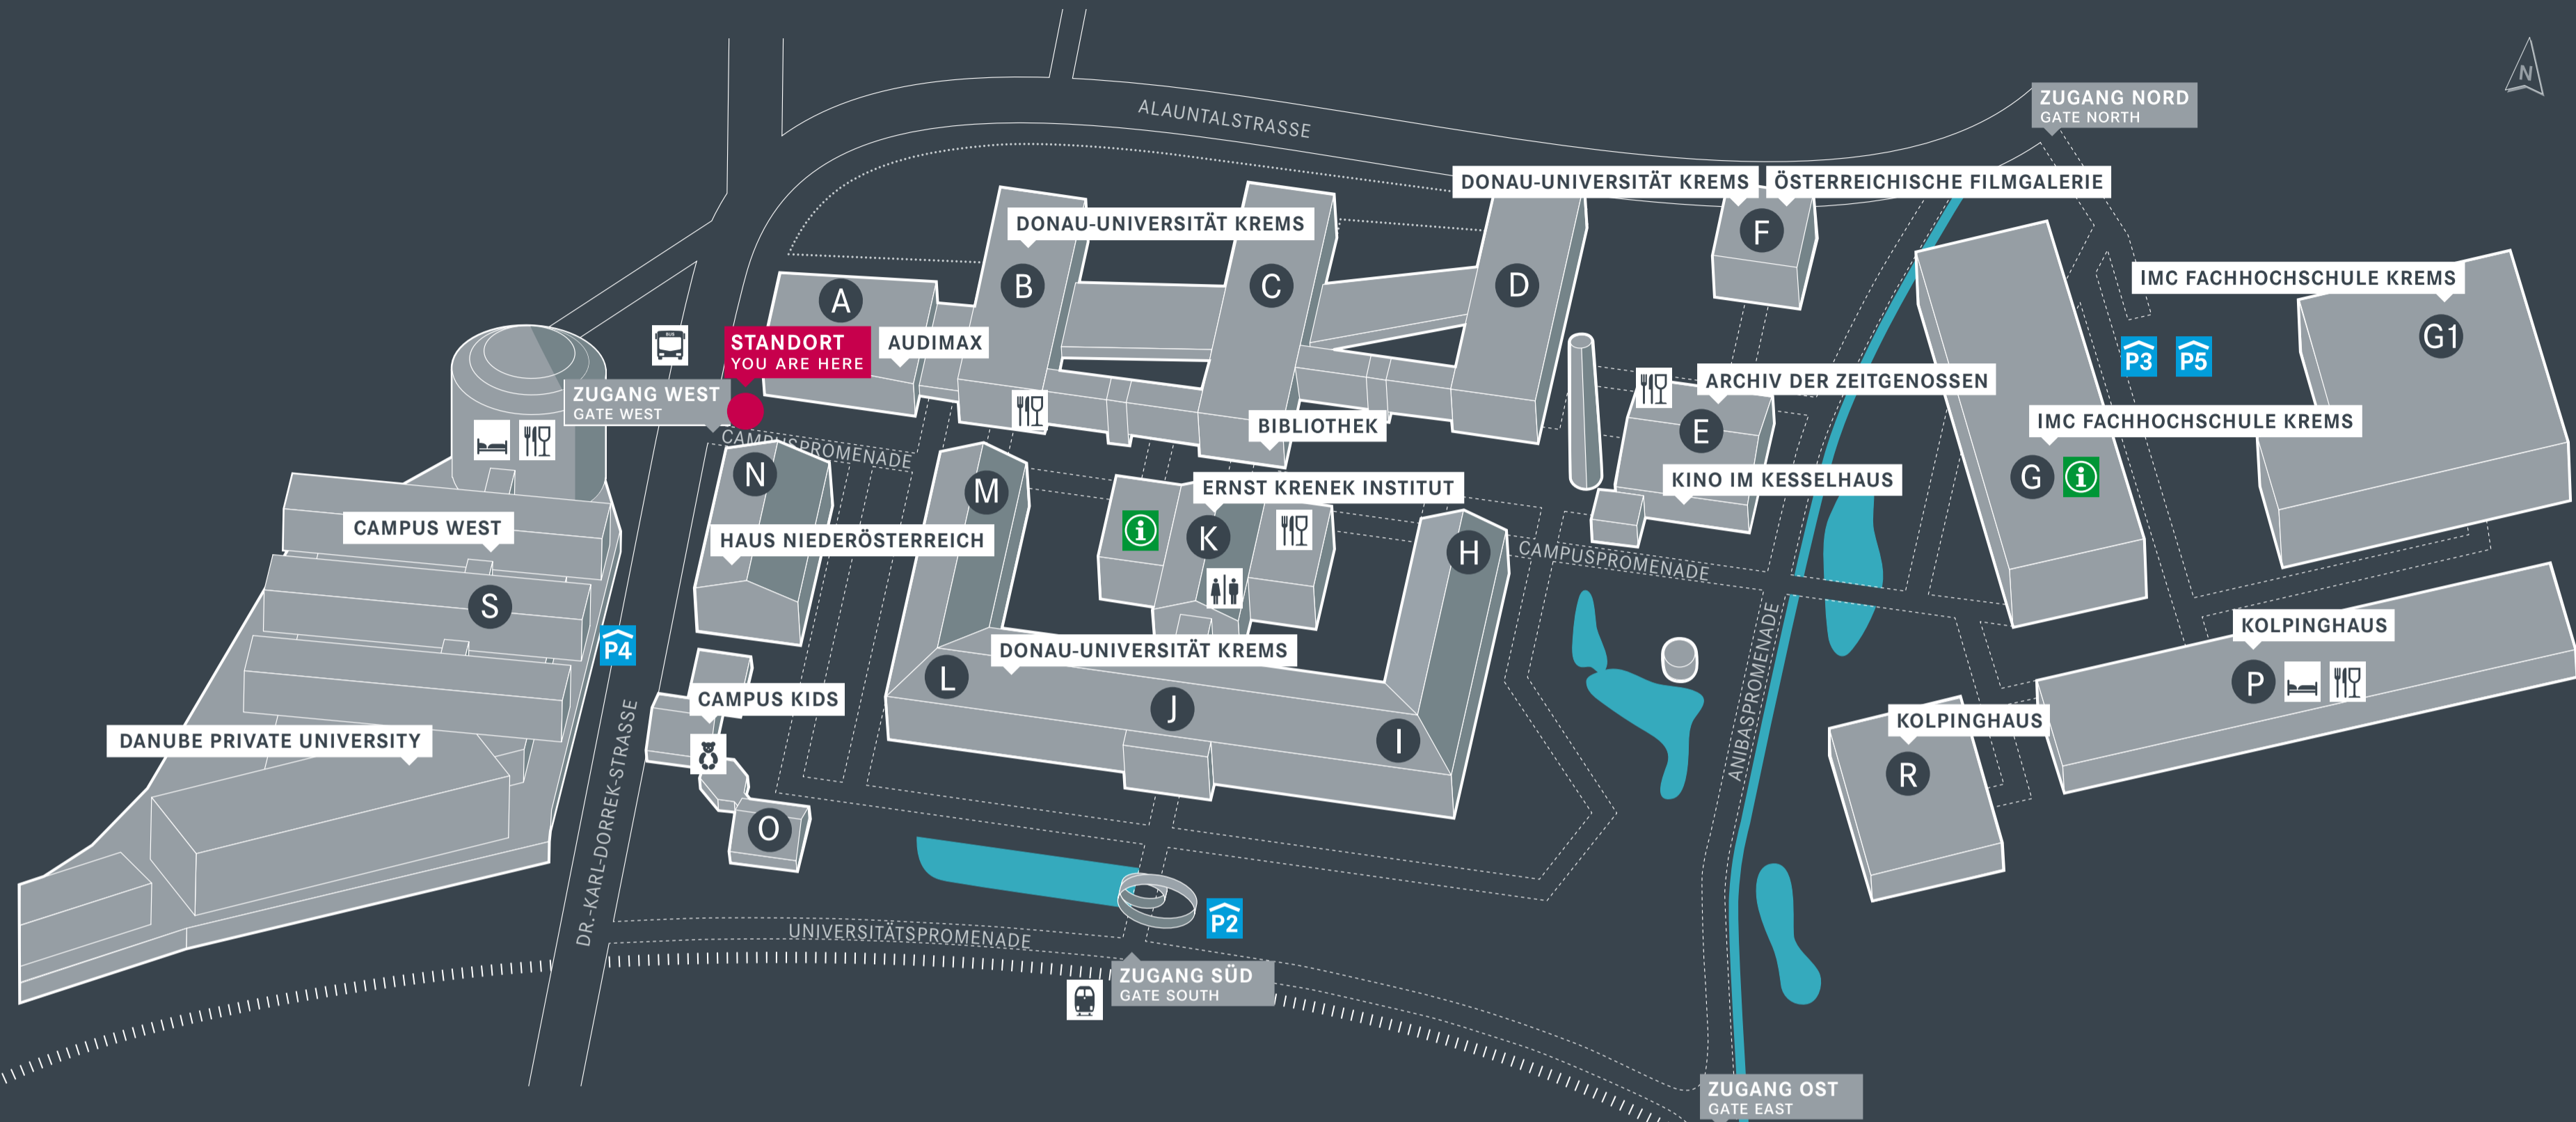 N
ZUGANG NORD
GATE NORTH
ALAUNTALSTRASSE
DONAU-UNIVERSITÄT KREMS
ÖSTERREICHISCHE FILMGALERIE
DONAU-UNIVERSITÄT KREMS
F
IMC FACHHOCHSCHULE KREMS
A
B
C
D
G1
BUS
STANDORT
YOU ARE HERE
AUDIMAX
P3
P5
ZUGANG WEST
GATE WEST
ARCHIV DER ZEITGENOSSEN
BIBLIOTHEK
E
IMC FACHHOCHSCHULE KREMS
CAMPUSPROMENADE
N
M
ERNST KRENEK INSTITUT
KINO IM KESSELHAUS
G
i
CAMPUS WEST
HAUS NIEDERÖSTERREICH
i
K
H
CAMPUSPROMENADE
S
P4
DONAU-UNIVERSITÄT KREMS
KOLPINGHAUS
L
J
I
P
CAMPUS KIDS
ANIBASPROMENADE
KOLPINGHAUS
DANUBE PRIVATE UNIVERSITY
R
O
DR.-KARL-DORREK-STRASSE
UNIVERSITÄTSPROMENADE
P2
ZUGANG SÜD
GATE SOUTH
ZUGANG OST
GATE EAST